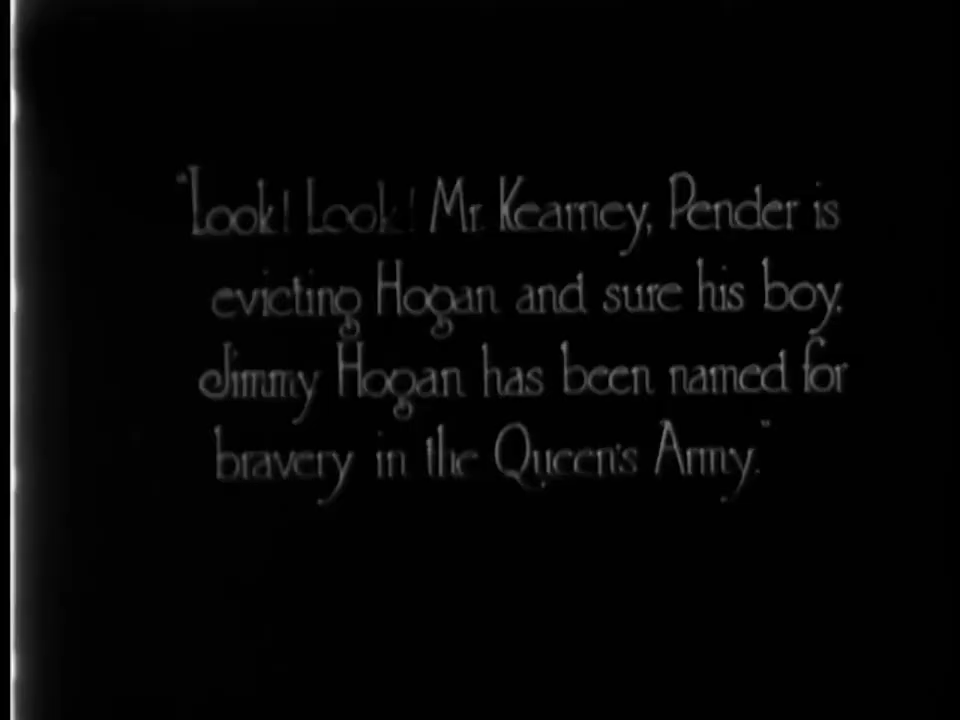 "Look! Look! Mr. Kearney, Pender is
evicting Hogan and sure his boy.
Jimmy Hogan has been named for
bravery in the Queen's Army."